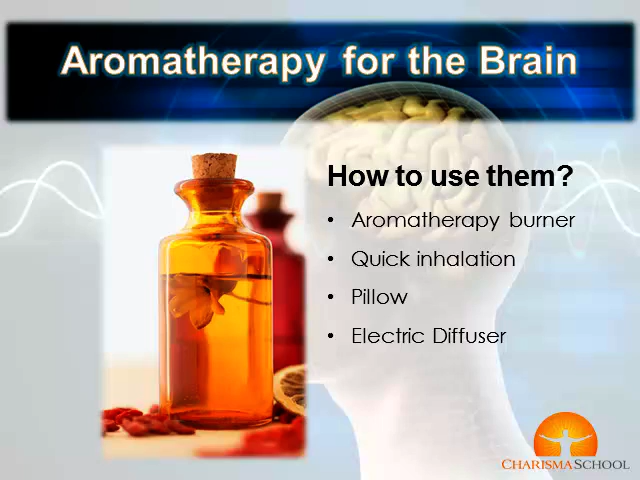 Aromatherapy for the Brain
How to use them?
• Aromatherapy burner
• Quick inhalation
• Pillow
• Electric Diffuser
CHARISMA SCHOOL